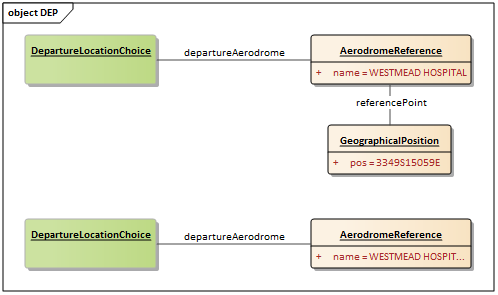 object DEP
DepartureLocationChoice
departureAerodrome
AerodromeReference
+ name = WESTMEAD HOSPITAL
referencePoint
GeographicalPosition
+ pos = 3349S15059E
DepartureLocationChoice
departureAerodrome
AerodromeReference
+ name = WESTMEAD HOSPIT...